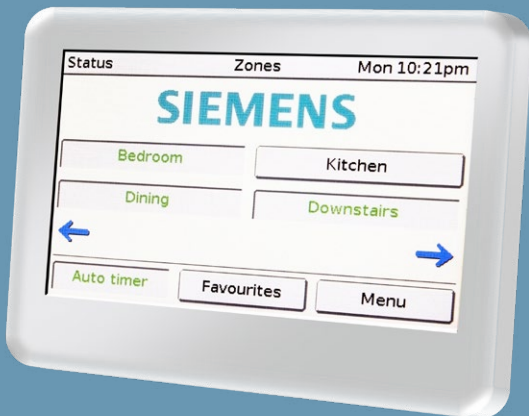 Status Zones Mon 10:21pm
SIEMENS
Bedroom Kitchen
Dining Downstairs
Auto timer Favourites Menu